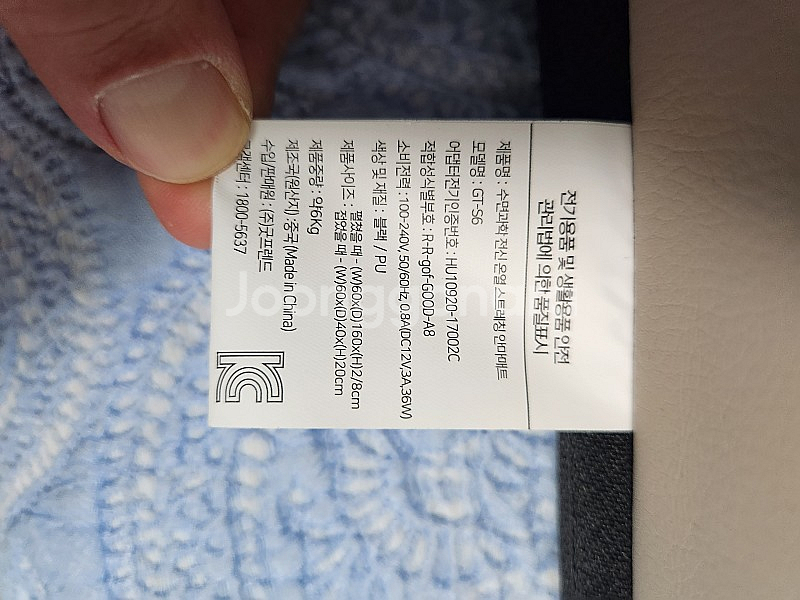 전기용품 및 생활용품 안전
관리법에 의한 품질표시
제품명 : 수면과학 전신 온열 스트레칭 안마매트
모델명 : GT-S6
어댑터전기인증번호 : HU10920-17002C
적합성식별부호 : R-R-gof-GOOD-A8
소비전력 : 100-240V, 50/60Hz, 0.8A(DC12V,3A,36W)
색상 및 재질 : 블랙 / PU
제품사이즈 : 펼쳤을 때 - (W)60x(D)160x(H)2/8cm
접었을 때 - (W)60x(D)40x(H)20cm
제품중량 : 약6Kg
제조국(원산지) : 중국(Made in China)
수입/판매원 : (주)굿프렌드
고객센터 : 1800-5637